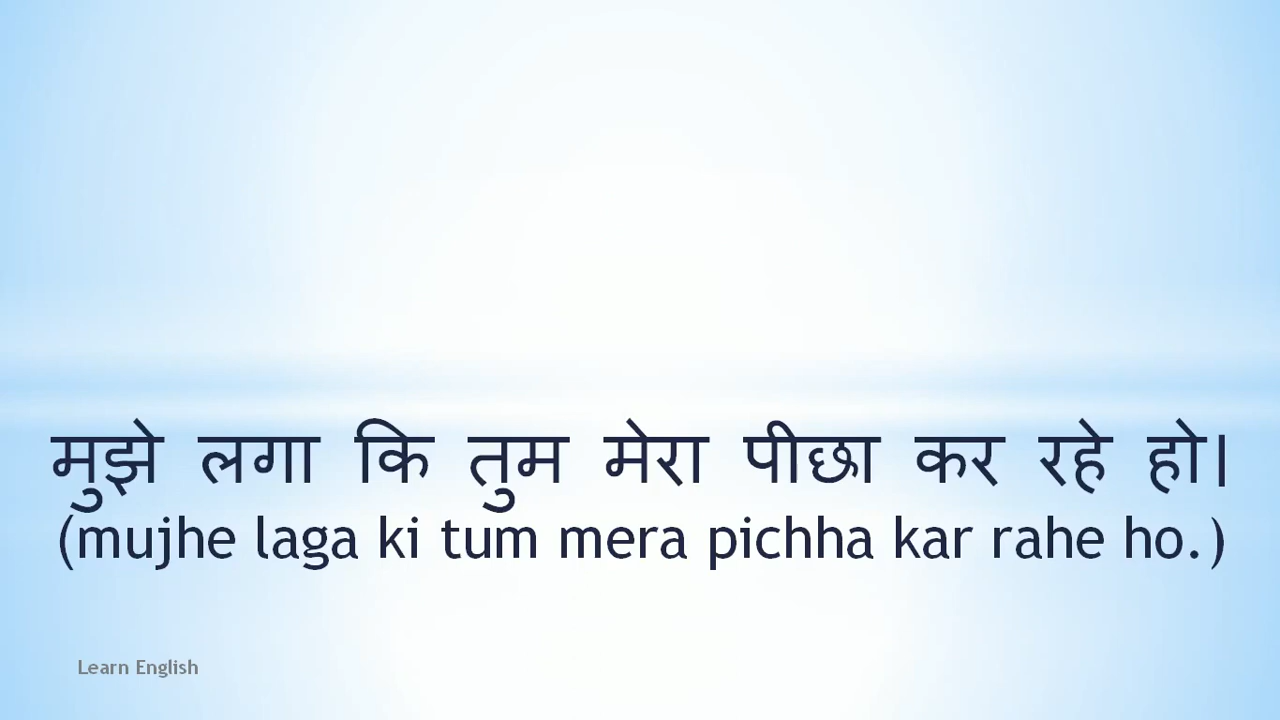 मुझे लगा कि तुम मेरा पीछा कर रहे हो।
(mujhe laga ki tum mera pichha kar rahe ho.)
Learn English